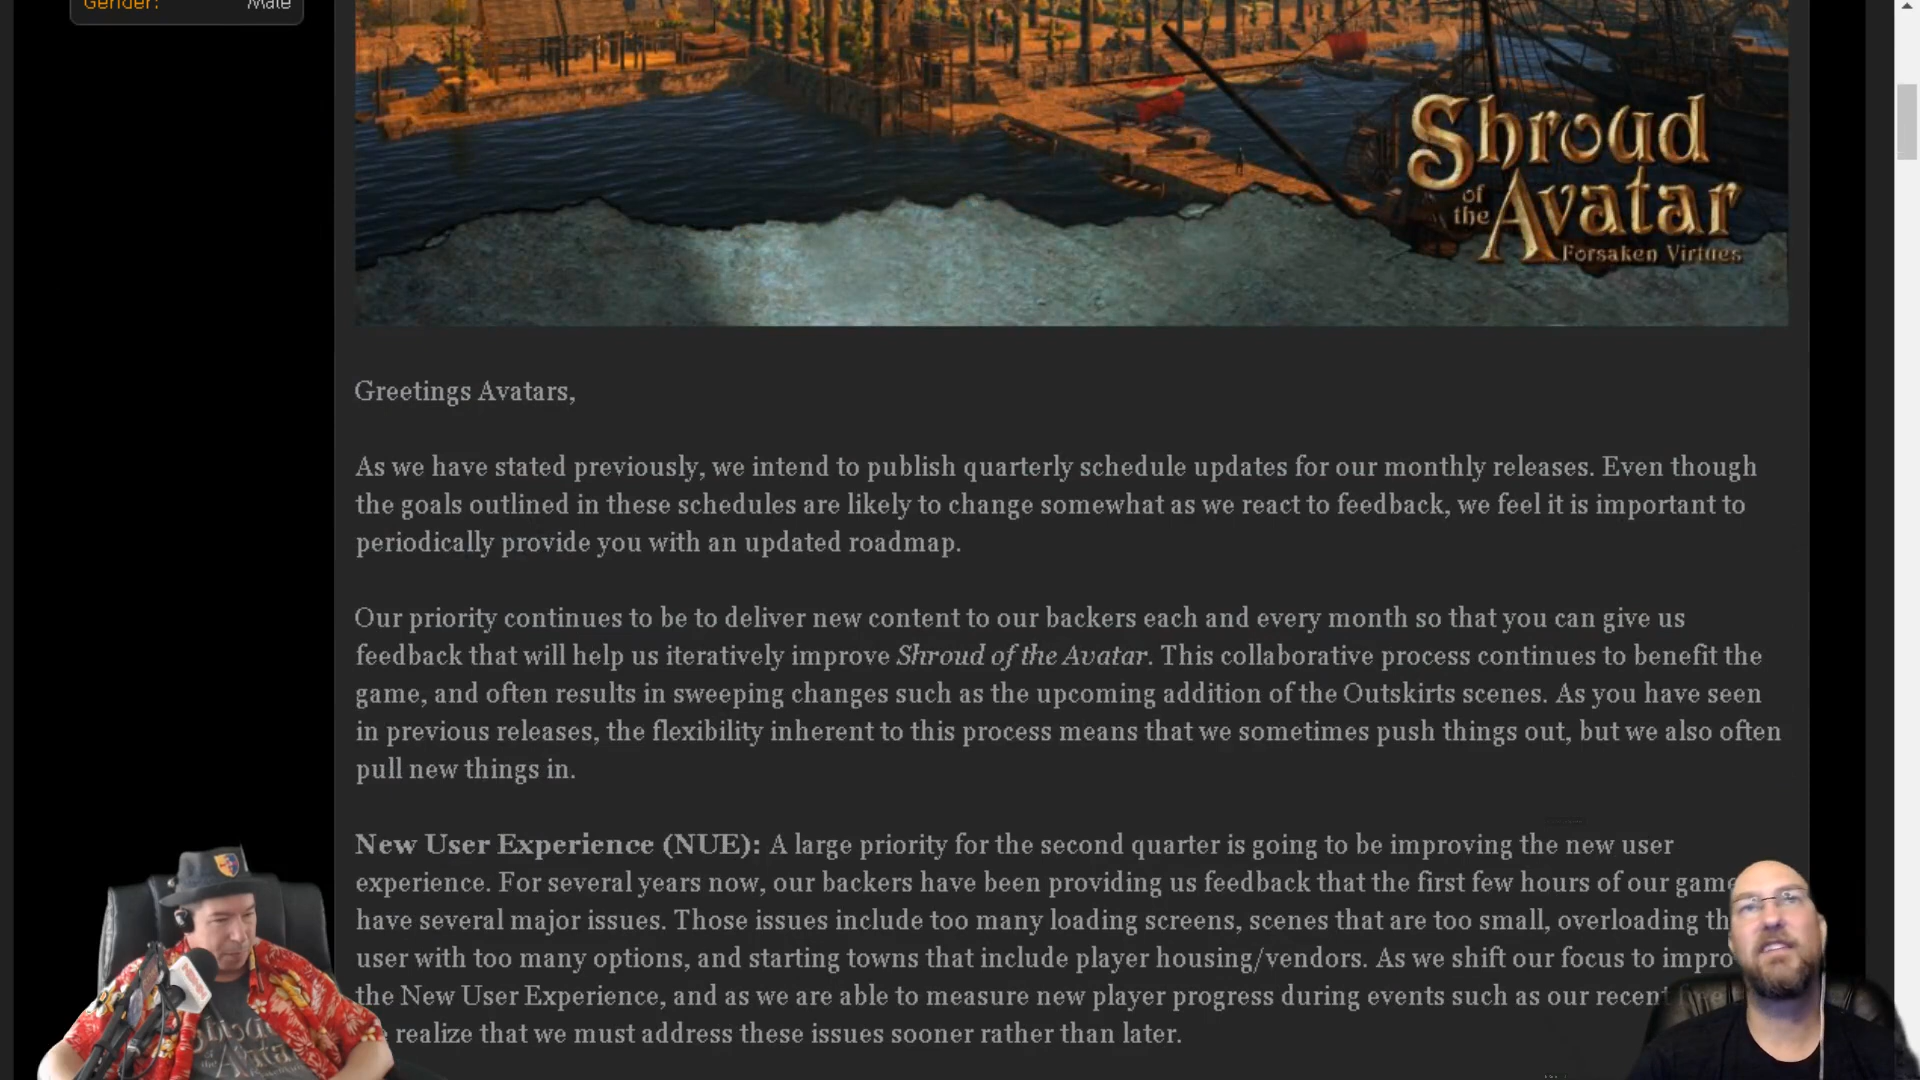 Gender: Male
Shroud
of
the Avatar
Forsaken Virtues
Greetings Avatars,
As we have stated previously, we intend to publish quarterly schedule updates for our monthly releases. Even though
the goals outlined in these schedules are likely to change somewhat as we react to feedback, we feel it is important to
periodically provide you with an updated roadmap.
Our priority continues to be to deliver new content to our backers each and every month so that you can give us
feedback that will help us iteratively improve Shroud of the Avatar. This collaborative process continues to benefit the
game, and often results in sweeping changes such as the upcoming addition of the Outskirts scenes. As you have seen
in previous releases, the flexibility inherent to this process means that we sometimes push things out, but we also often
pull new things in.
New User Experience (NUE): A large priority for the second quarter is going to be improving the new user
experience. For several years now, our backers have been providing us feedback that the first few hours of our game
have several major issues. Those issues include too many loading screens, scenes that are too small, overloading th
user with too many options, and starting towns that include player housing/vendors. As we shift our focus to impro
the New User Experience, and as we are able to measure new player progress during events such as our recent
realize that we must address these issues sooner rather than later.